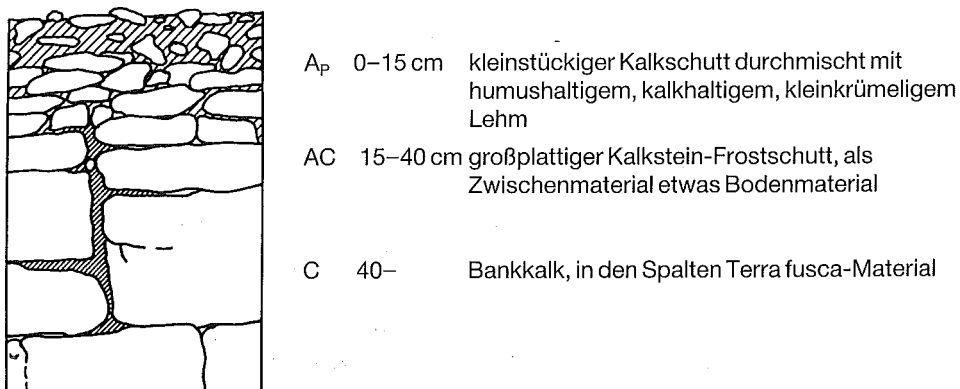 Ap 0–15 cm kleinstückiger Kalkschutt durchmischt mit
humushaltigem, kalkhaltigem, kleinkrümeligem
Lehm
AC 15–40 cm großplattiger Kalkstein-Frostschutt, als
Zwischenmaterial etwas Bodenmaterial
C 40– Bankkalk, in den Spalten Terra fusca-Material